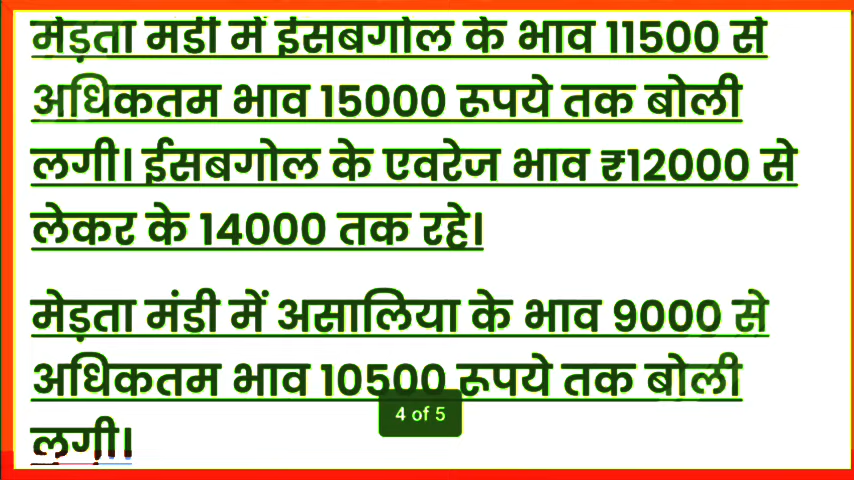 मेड़ता मंडी में ईसबगोल के भाव 11500 से
अधिकतम भाव 15000 रूपये तक बोली
लगी। ईसबगोल के एवरेज भाव ₹12000 से
लेकर के 14000 तक रहे।
मेड़ता मंडी में असालिया के भाव 9000 से
अधिकतम भाव 10500 रूपये तक बोली
4 of 5
लगी।